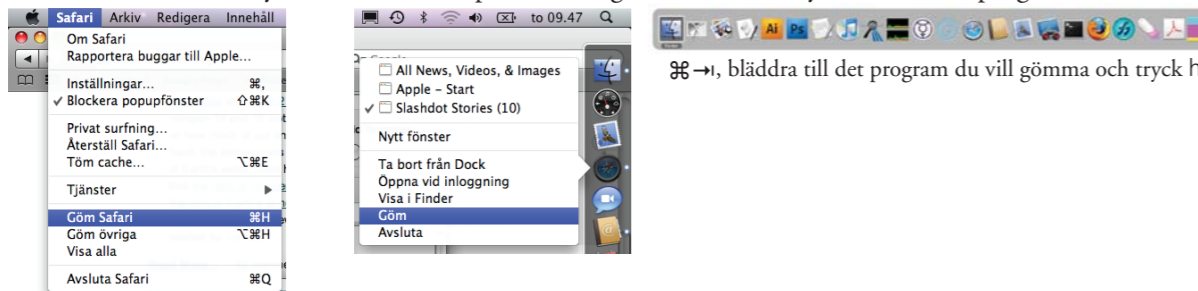 Safari Arkiv Redigera Innehåll
Om Safari
Rapportera buggar till Apple...
Inställningar... ⌘,
✓ Blockera popupfönster ⇧⌘K
Privat surfning...
Återställ Safari...
Töm cache... ⌥⌘E
Tjänster ▶
Göm Safari ⌘H
Göm övriga ⌥⌘H
Visa alla
Avsluta Safari ⌘Q
to 09.47
All News, Videos, & Images
Apple – Start
✓ Slashdot Stories (10)
Nytt fönster
Ta bort från Dock
Öppna vid inloggning
Visa i Finder
Göm
Avsluta
Ai Ps
⌘→ı, bläddra till det program du vill gömma och tryck h